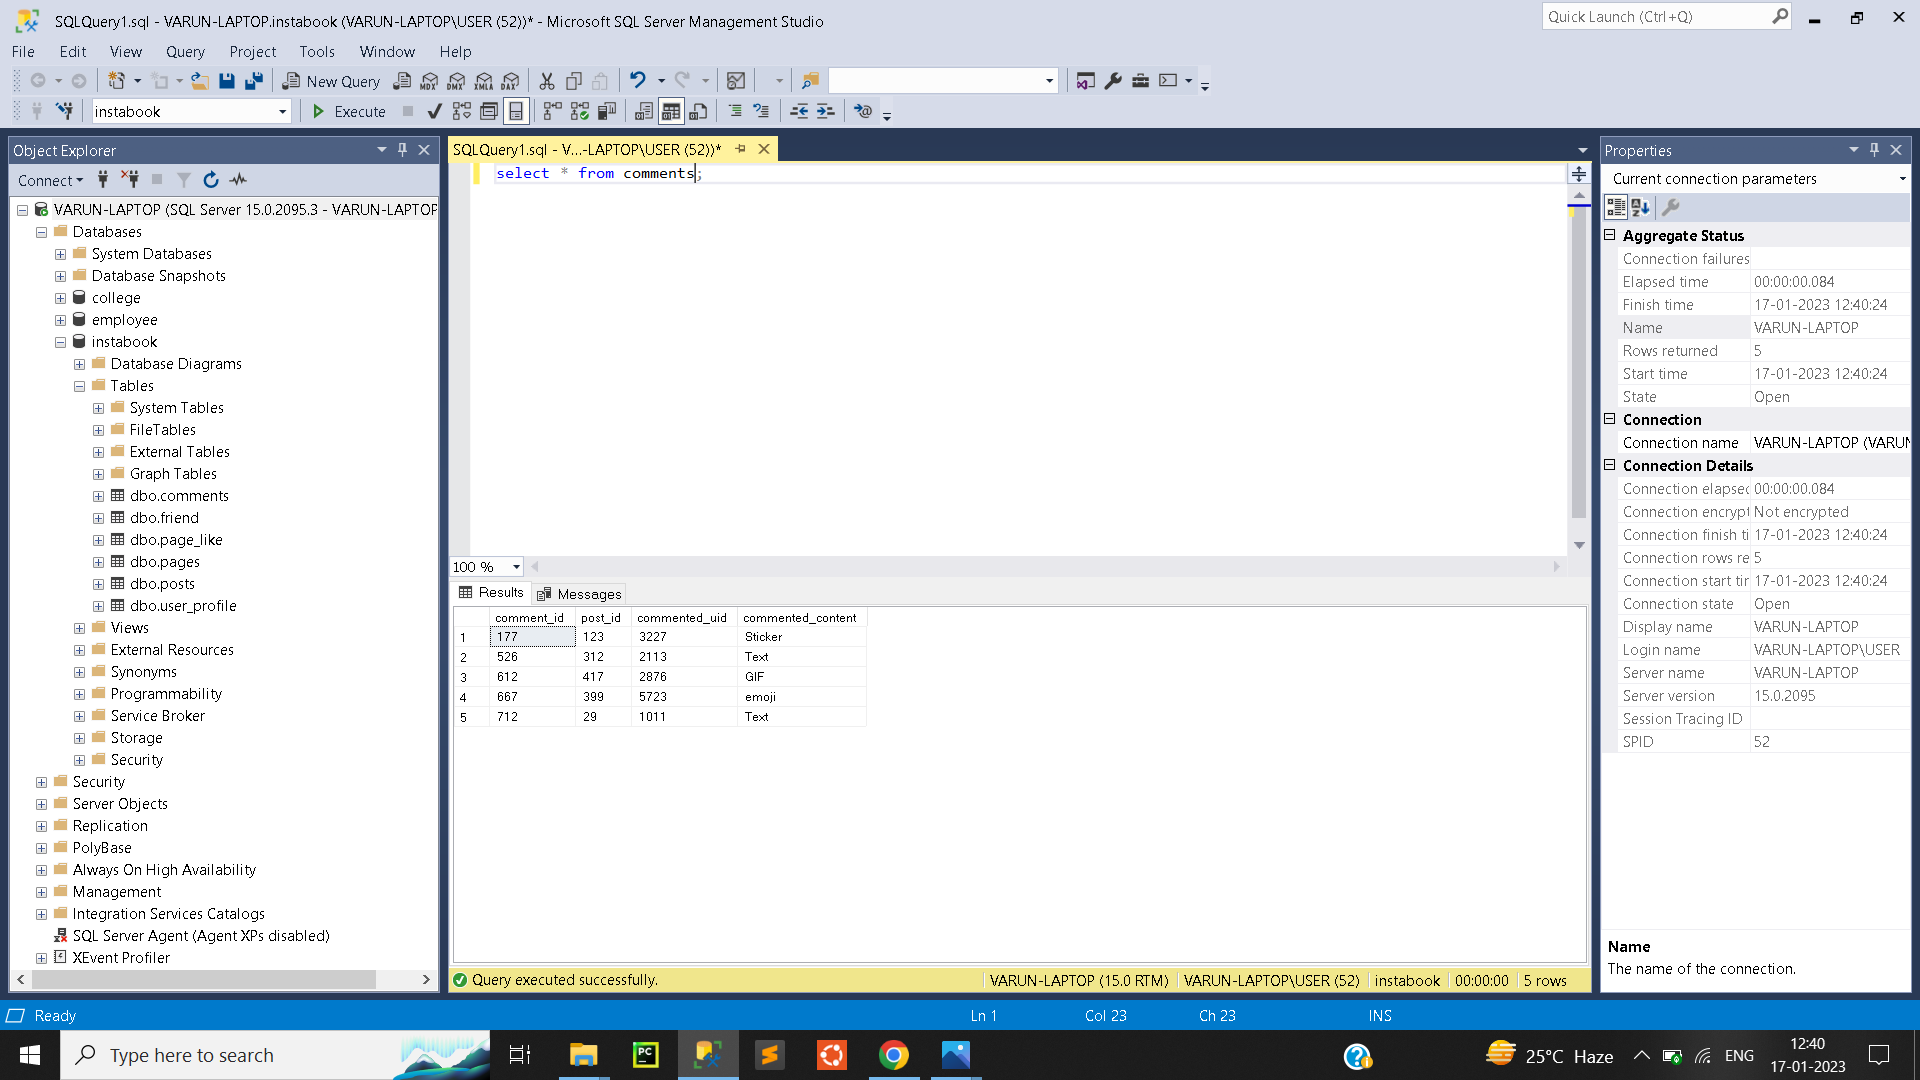 SQLQuery1.sql - VARUN-LAPTOP.instabook (VARUN-LAPTOP\USER (52))* - Microsoft SQL Server Management Studio
Quick Launch (Ctrl+Q)
File Edit View Query Project Tools Window Help
New Query MDX DMX XMLA DAX
instabook Execute
Object Explorer
Connect
VARUN-LAPTOP (SQL Server 15.0.2095.3 - VARUN-LAPTOP
Databases
System Databases
Database Snapshots
college
employee
instabook
Database Diagrams
Tables
System Tables
FileTables
External Tables
Graph Tables
dbo.comments
dbo.friend
dbo.page_like
dbo.pages
dbo.posts
dbo.user_profile
Views
External Resources
Synonyms
Programmability
Service Broker
Storage
Security
Security
Server Objects
Replication
PolyBase
Always On High Availability
Management
Integration Services Catalogs
SQL Server Agent (Agent XPs disabled)
XEvent Profiler
SQLQuery1.sql - V...-LAPTOP\USER (52))*
select * from comments;
100 %
Results Messages
comment_id post_id commented_uid commented_content
1 177 123 3227 Sticker
2 526 312 2113 Text
3 612 417 2876 GIF
4 667 399 5723 emoji
5 712 29 1011 Text
Query executed successfully. VARUN-LAPTOP (15.0 RTM) VARUN-LAPTOP\USER (52) instabook 00:00:00 5 rows
Properties
Current connection parameters
Aggregate Status
Connection failures
Elapsed time 00:00:00.084
Finish time 17-01-2023 12:40:24
Name VARUN-LAPTOP
Rows returned 5
Start time 17-01-2023 12:40:24
State Open
Connection
Connection name VARUN-LAPTOP (VARUN
Connection Details
Connection elapsed 00:00:00.084
Connection encrypt Not encrypted
Connection finish ti 17-01-2023 12:40:24
Connection rows re 5
Connection start tir 17-01-2023 12:40:24
Connection state Open
Display name VARUN-LAPTOP
Login name VARUN-LAPTOP\USER
Server name VARUN-LAPTOP
Server version 15.0.2095
Session Tracing ID
SPID 52
Name
The name of the connection.
Ready Ln 1 Col 23 Ch 23 INS
Type here to search
PC
25°C Haze
ENG
12:40
17-01-2023